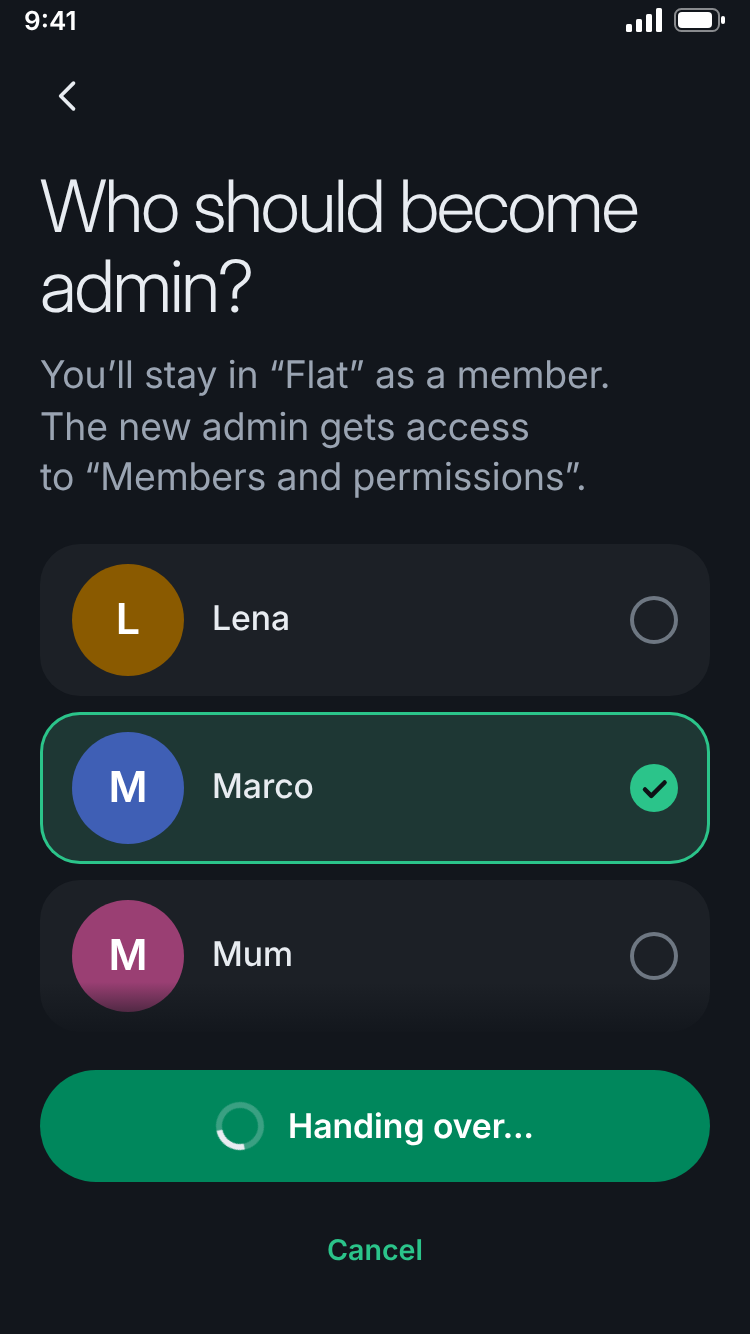 9:41
Who should become
admin?
You’ll stay in “Flat” as a member.
The new admin gets access
to “Members and permissions”.
L
Lena
M
Marco
M
Mum
Handing over…
Cancel